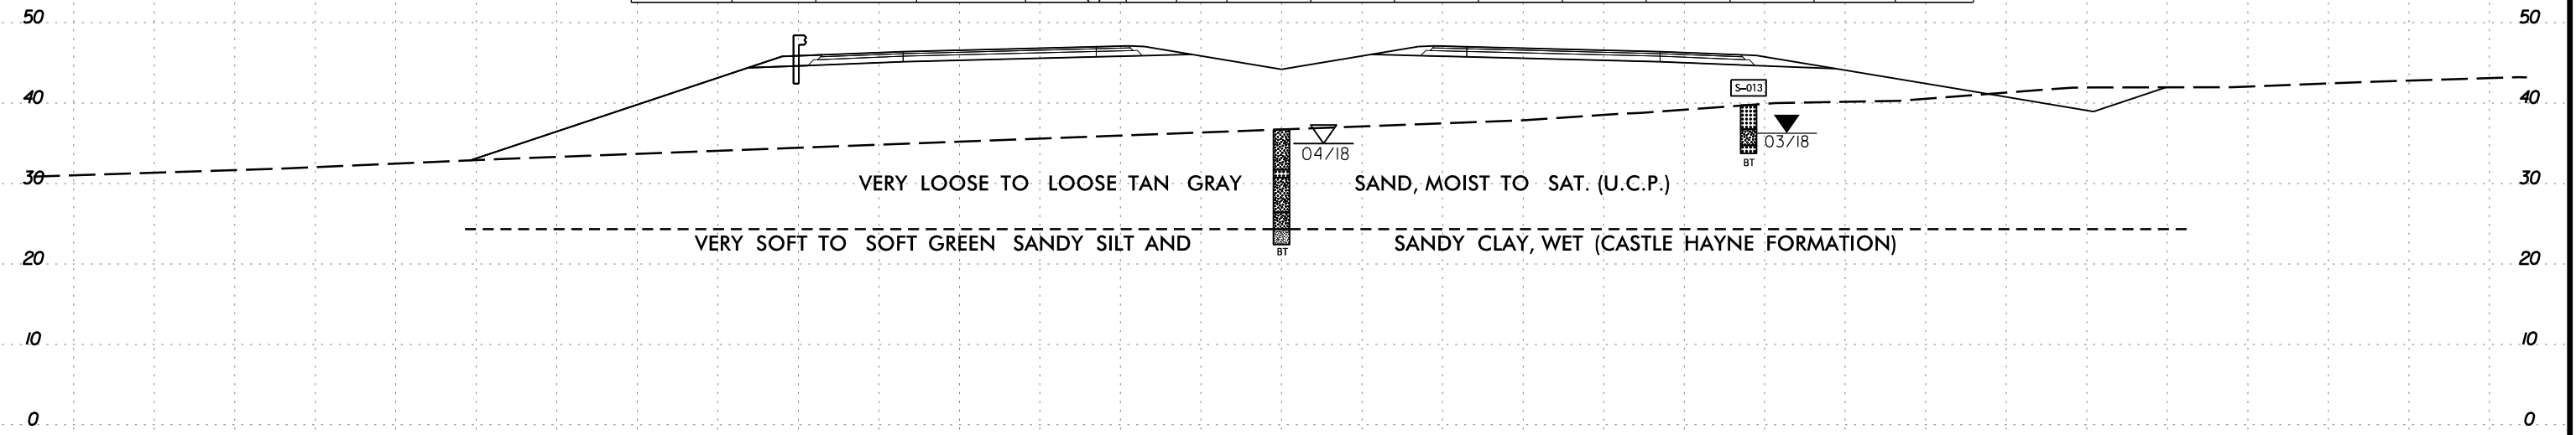 50 50
S-013
40 40
04/18 03/18
BT
30 VERY LOOSE TO LOOSE TAN GRAY SAND, MOIST TO SAT. (U.C.P.) 30
VERY SOFT TO SOFT GREEN SANDY SILT AND SANDY CLAY, WET (CASTLE HAYNE FORMATION)
BT
20 20
10 10
0 0